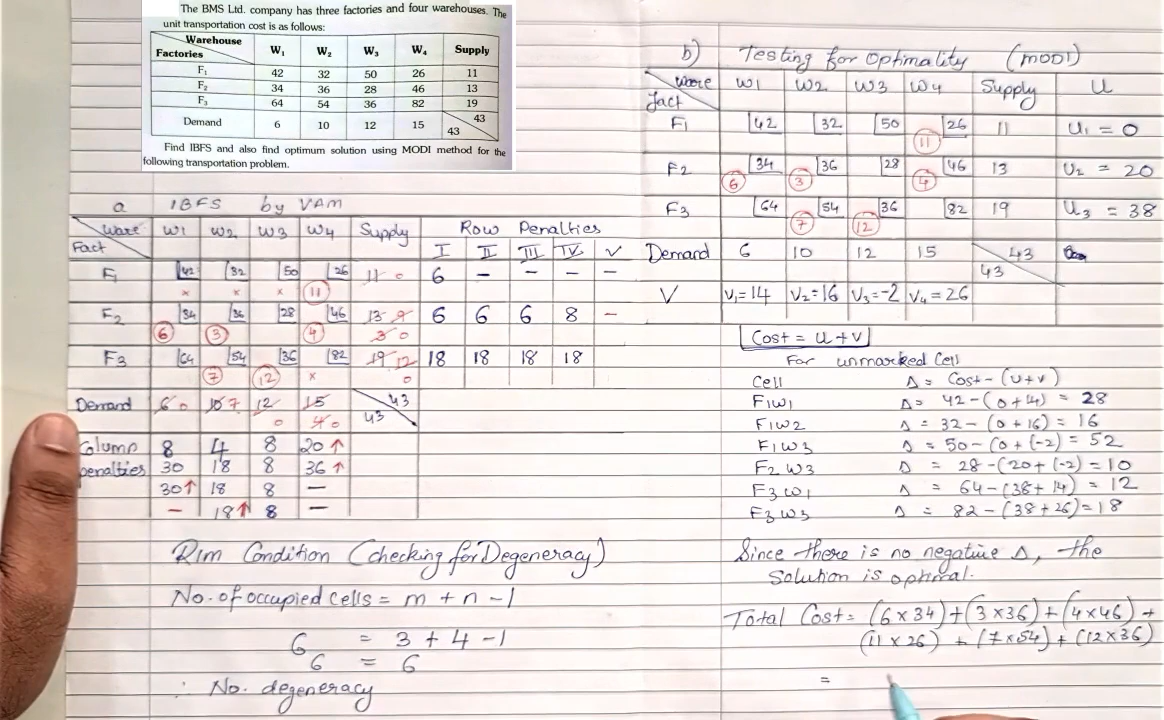 The BMS Ltd. company has three factories and four warehouses. The
unit transportation cost is as follows:
Warehouse
Factories W₁ W₂ W₃ W₄ Supply
F₁ 42 32 50 26 11
F₂ 34 36 28 46 13
F₃ 64 54 36 82 19
Demand 6 10 12 15 43
43
Find IBFS and also find optimum solution using MODI method for the
following transportation problem.
a IBFS by VAM
Ware W1 W2 W3 W4 Supply Row Penalties
Fact I II III IV V
F1 42 32 50 26 11 0 6 – – – –
x x x 11
F2 34 36 28 46 13 9 6 6 6 8 –
6 3 4 3 0
F3 64 54 36 82 19 12 18 18 18 18
7 12 x 0
Demand 6 0 10 7 12 15 43
0 4 0 43
Column 8 4 8 20 ↑
penalties 30 18 8 36 ↑
30↑ 18 8 –
– 18↑ 8 –
Rim Condition (checking for Degeneracy)
No. of occupied cells = m + n - 1
6 = 3 + 4 - 1
6 = 6
∴ No. degeneracy
b) Testing for Optimality (MODI)
Ware W1 W2 W3 W4 Supply U
fact
F1 42 32 50 26 11 U1 = 0
11
F2 34 36 28 46 13 U2 = 20
6 3 4
F3 64 54 36 82 19 U3 = 38
7 12
Demand 6 10 12 15 43
43
V V1=14 V2=16 V3=-2 V4=26
Cost = U+V
For unmarked Cell
Cell Δ = Cost - (U+V)
F1W1 Δ = 42 - (0+14) = 28
F1W2 Δ = 32 - (0+16) = 16
F1W3 Δ = 50 - (0+(-2) = 52
F2W3 Δ = 28 - (20+(-2) = 10
F3W1 Δ = 64 - (38+14) = 12
F3W3 Δ = 82 - (38+26) = 18
Since there is no negative Δ, the
solution is optimal.
Total Cost = (6 x 34) + (3 x 36) + (4 x 46) +
(11 x 26) + (7 x 54) + (12 x 36)
=